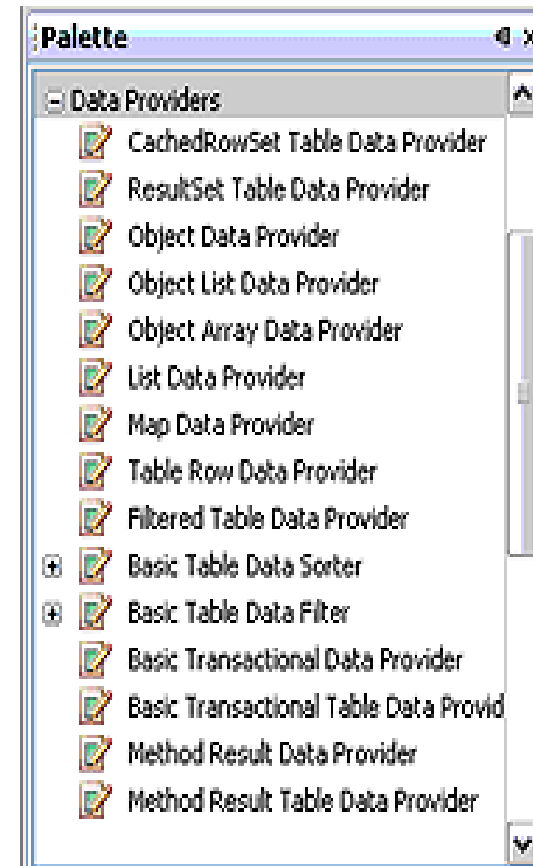 Palette
Data Providers
CachedRowSet Table Data Provider
ResultSet Table Data Provider
Object Data Provider
Object List Data Provider
Object Array Data Provider
List Data Provider
Map Data Provider
Table Row Data Provider
Filtered Table Data Provider
Basic Table Data Sorter
Basic Table Data Filter
Basic Transactional Data Provider
Basic Transactional Table Data Provid
Method Result Data Provider
Method Result Table Data Provider